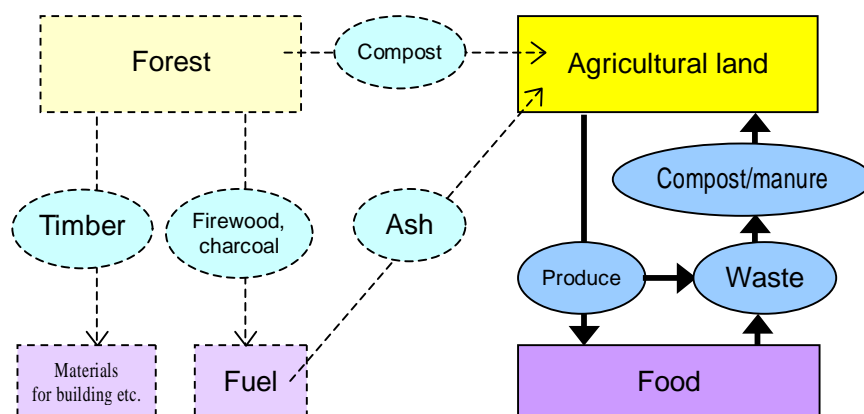 Forest
Compost
Agricultural land
Compost/manure
Timber
Firewood,
charcoal
Ash
Produce
Waste
Materials
for building etc.
Fuel
Food